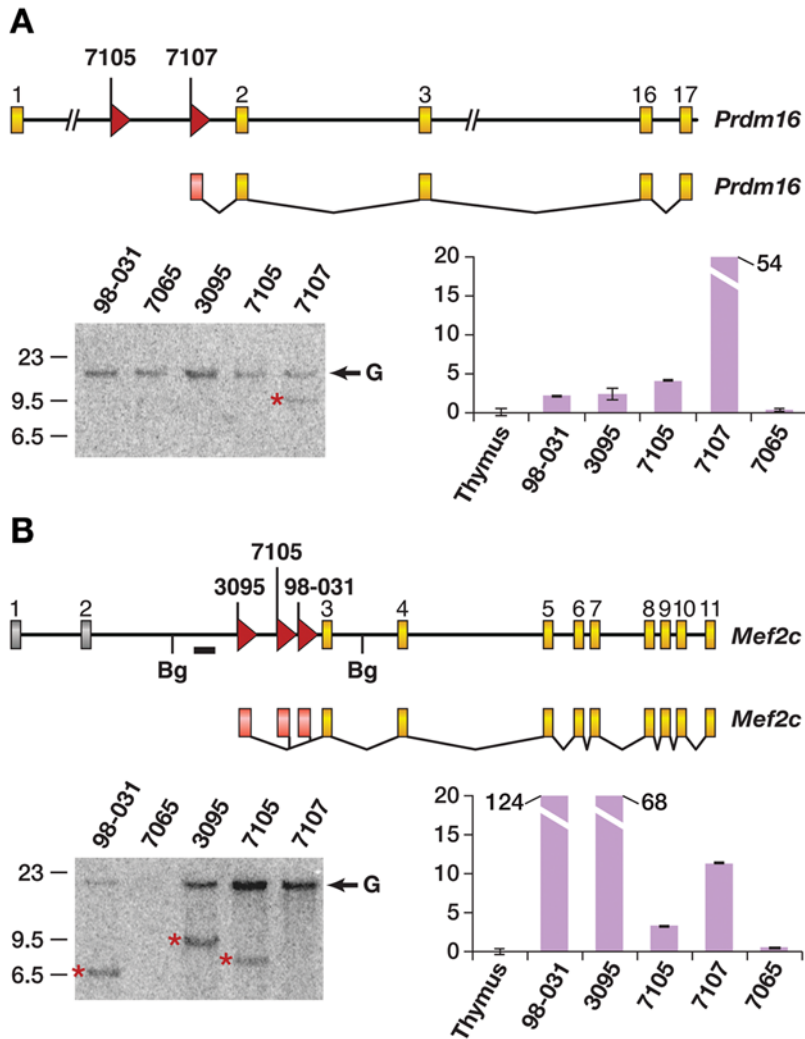 A
7105 7107
1 2 3 16 17 Prdm16
Prdm16
98-031 7065 3095 7105 7107
23
9.5
6.5
G
*
20
15
10
5
0
54
Thymus 98-031 3095 7105 7107 7065
B
7105
3095 98-031
1 2 3 4 5 6 7 8 9 10 11 Mef2c
Bg Bg
Mef2c
98-031 7065 3095 7105 7107
23
9.5
6.5
G
* * *
20
15
10
5
0
124 68
Thymus 98-031 3095 7105 7107 7065